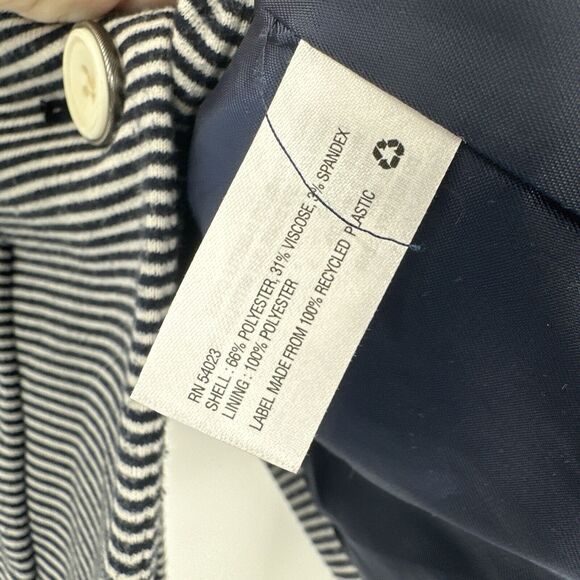 RN 54023
SHELL : 66% POLYESTER, 31% VISCOSE, 3% SPANDEX
LINING : 100% POLYESTER
LABEL MADE FROM 100% RECYCLED PLASTIC